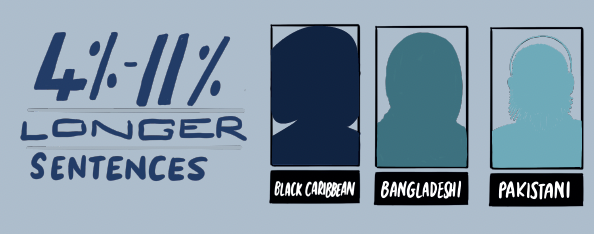 4%-11%
LONGER
SENTENCES
BLACK CARIBBEAN
BANGLADESHI
PAKISTANI